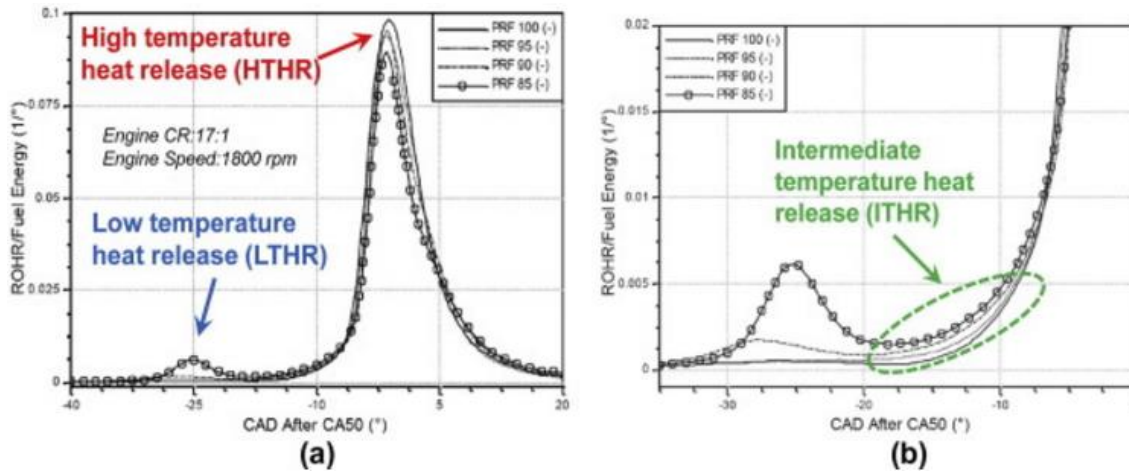 0.1
0.075
0.05
0.025
0
ROHR/Fuel Energy (1/°)
High temperature
heat release (HTHR)
PRF 100 (-)
PRF 95 (-)
PRF 90 (-)
PRF 85 (-)
Engine CR:17:1
Engine Speed:1800 rpm
Low temperature
heat release (LTHR)
-40 -25 -10 5 20
CAD After CA50 (°)
(a)
0.02
0.015
0.01
0.005
0
ROHR/Fuel Energy (1/°)
PRF 100 (-)
PRF 95 (-)
PRF 90 (-)
PRF 85 (-)
Intermediate
temperature heat
release (ITHR)
-30 -20 -10
CAD After CA50 (°)
(b)